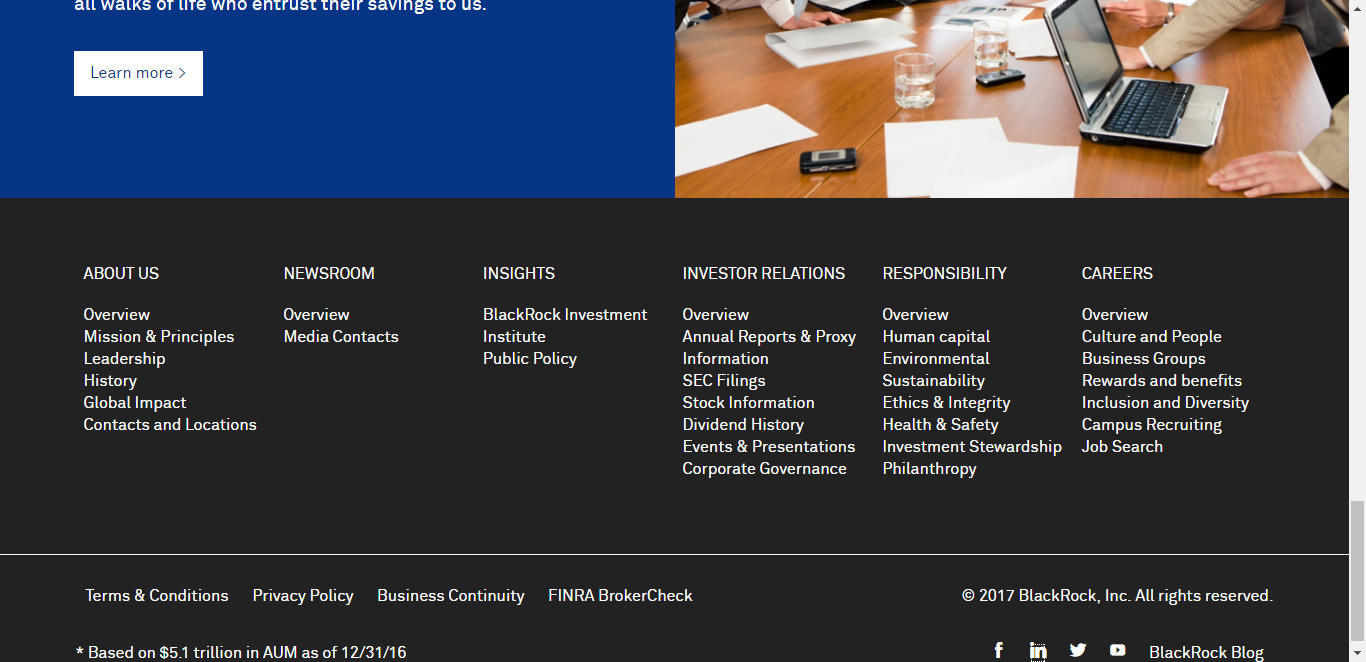 all walks of life who entrust their savings to us.
Learn more >
ABOUT US
Overview
Mission & Principles
Leadership
History
Global Impact
Contacts and Locations
NEWSROOM
Overview
Media Contacts
INSIGHTS
BlackRock Investment
Institute
Public Policy
INVESTOR RELATIONS
Overview
Annual Reports & Proxy
Information
SEC Filings
Stock Information
Dividend History
Events & Presentations
Corporate Governance
RESPONSIBILITY
Overview
Human capital
Environmental
Sustainability
Ethics & Integrity
Health & Safety
Investment Stewardship
Philanthropy
CAREERS
Overview
Culture and People
Business Groups
Rewards and benefits
Inclusion and Diversity
Campus Recruiting
Job Search
Terms & Conditions Privacy Policy Business Continuity FINRA BrokerCheck
© 2017 BlackRock, Inc. All rights reserved.
* Based on $5.1 trillion in AUM as of 12/31/16
f in BlackRock Blog